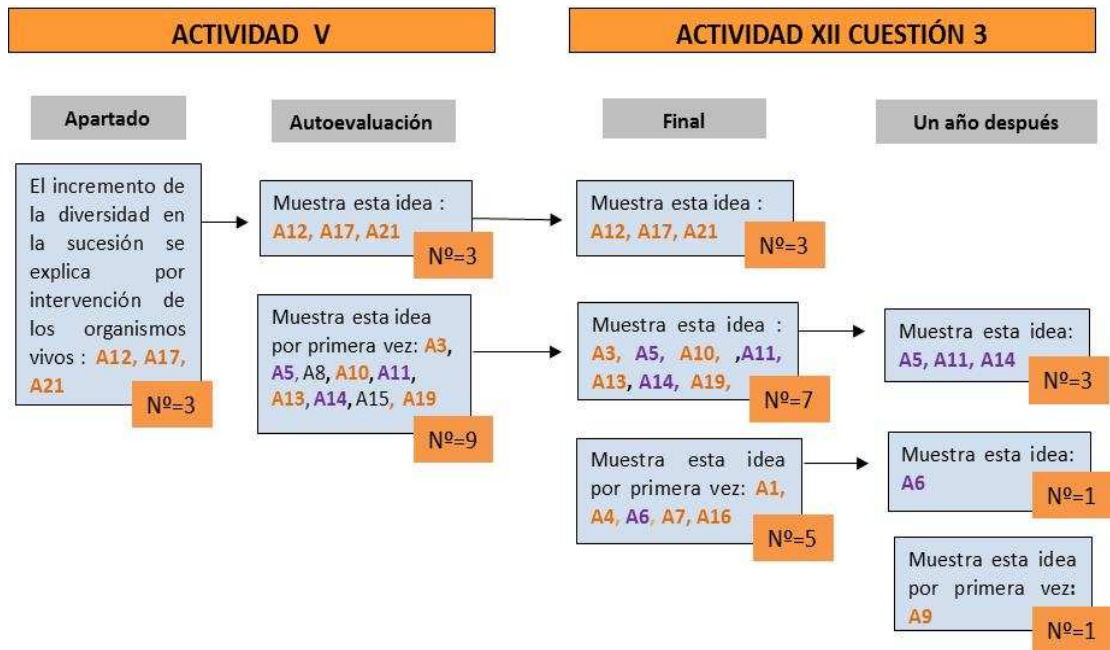 ACTIVIDAD V
ACTIVIDAD XII CUESTIÓN 3
Apartado
Autoevaluación
Final
Un año después
El incremento de
la diversidad en
la sucesión se
explica por
intervención de
los organismos
vivos : A12, A17,
A21
Nº=3
Muestra esta idea :
A12, A17, A21
Nº=3
Muestra esta idea
por primera vez: A3,
A5, A8, A10, A11,
A13, A14, A15, A19
Nº=9
Muestra esta idea :
A12, A17, A21
Nº=3
Muestra esta idea :
A3, A5, A10, ,A11,
A13, A14, A19,
Nº=7
Muestra esta idea
por primera vez: A1,
A4, A6, A7, A16
Nº=5
Muestra esta idea:
A5, A11, A14
Nº=3
Muestra esta idea:
A6
Nº=1
Muestra esta idea
por primera vez:
A9
Nº=1